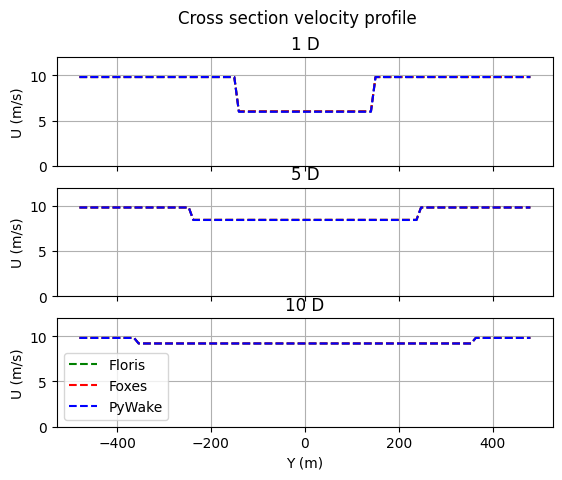 Cross section velocity profile
1 D
10
5
0
U (m/s)
5 D
10
5
0
U (m/s)
10 D
10
5
0
U (m/s)
Floris
Foxes
PyWake
−400 −200 0 200 400
Y (m)